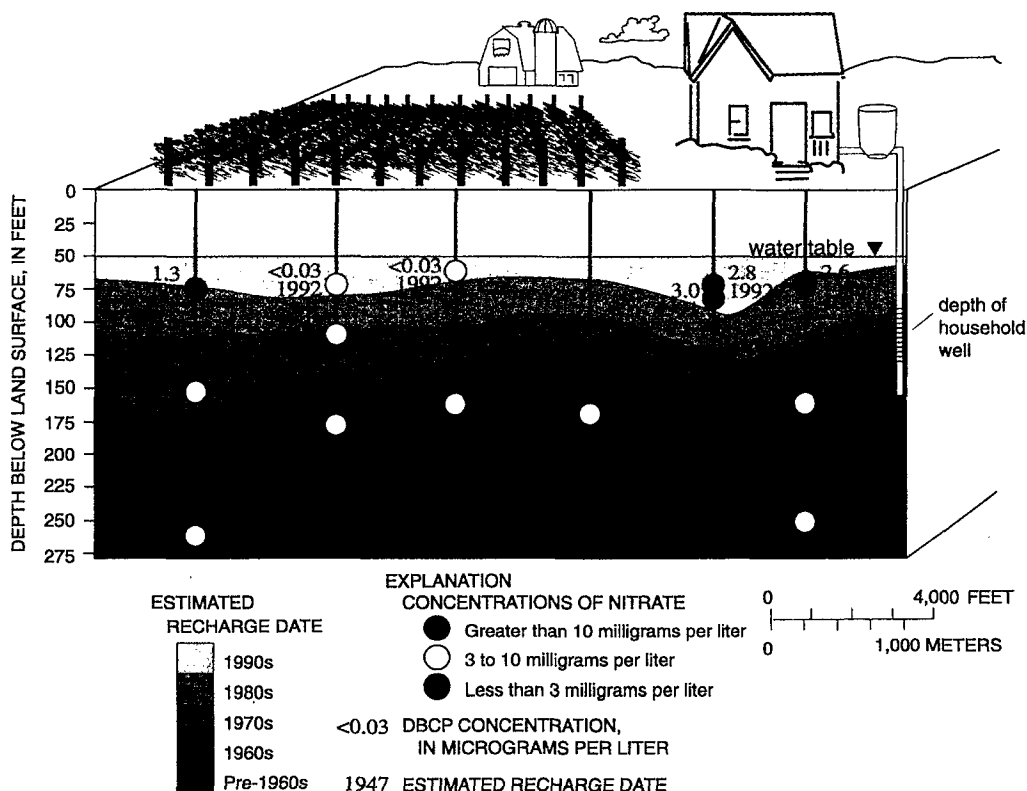 DEPTH BELOW LAND SURFACE, IN FEET
0
25
50
75
100
125
150
175
200
225
250
275
water table
1.3
<0.03
1992
<0.03
1992
2.8
3.0
1992
2.6
depth of
household
well
EXPLANATION
ESTIMATED
RECHARGE DATE
1990s
1980s
1970s
1960s
Pre-1960s
CONCENTRATIONS OF NITRATE
Greater than 10 milligrams per liter
3 to 10 milligrams per liter
Less than 3 milligrams per liter
<0.03 DBCP CONCENTRATION,
IN MICROGRAMS PER LITER
1947 ESTIMATED RECHARGE DATE
0 4,000 FEET
0 1,000 METERS